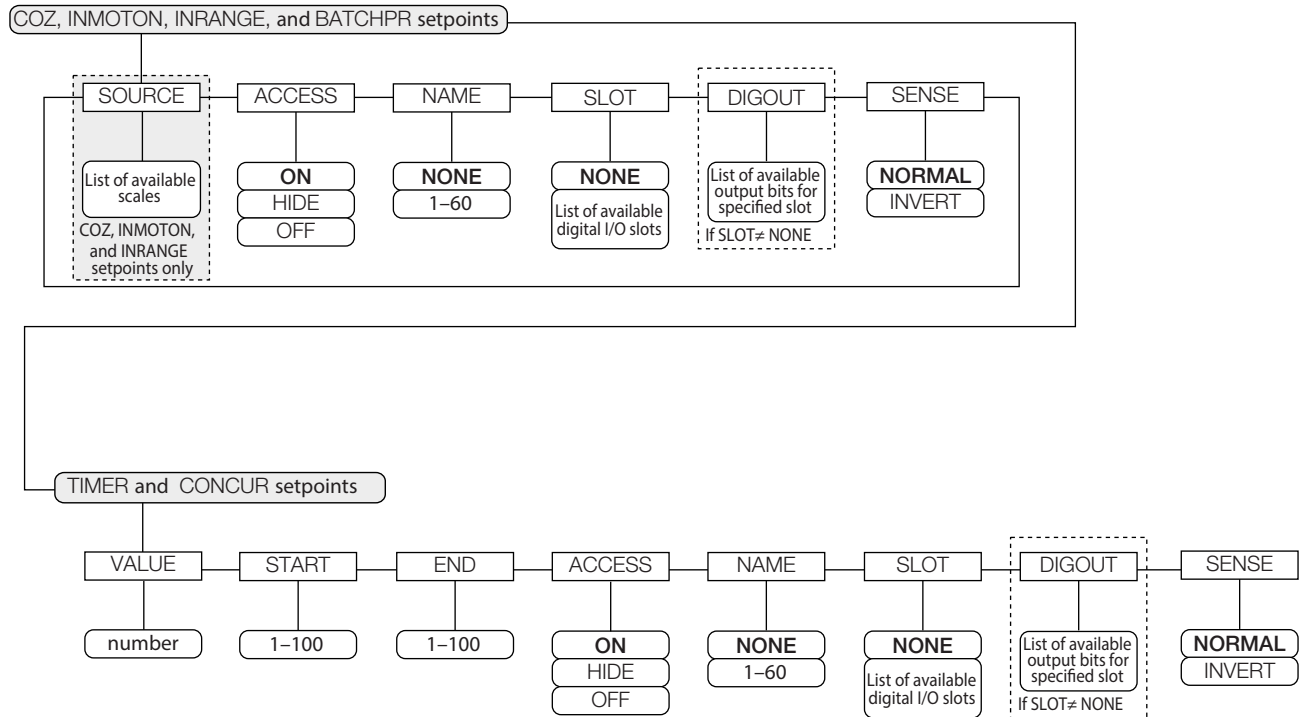 COZ, INMOTON, INRANGE, and BATCHPR setpoints
SOURCE
ACCESS
NAME
SLOT
DIGOUT
SENSE
List of available
scales
COZ, INMOTON,
and INRANGE
setpoints only
ON
HIDE
OFF
NONE
1–60
NONE
List of available
digital I/O slots
List of available
output bits for
specified slot
If SLOT≠ NONE
NORMAL
INVERT
TIMER and CONCUR setpoints
VALUE
START
END
ACCESS
NAME
SLOT
DIGOUT
SENSE
number
1–100
1–100
ON
HIDE
OFF
NONE
1–60
NONE
List of available
digital I/O slots
List of available
output bits for
specified slot
If SLOT≠ NONE
NORMAL
INVERT